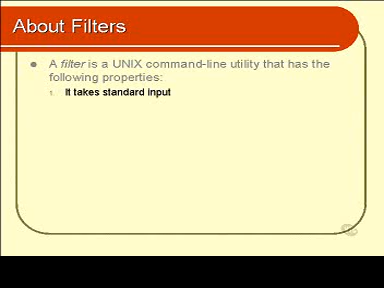 About Filters
A filter is a UNIX command-line utility that has the
following properties:
1. It takes standard input